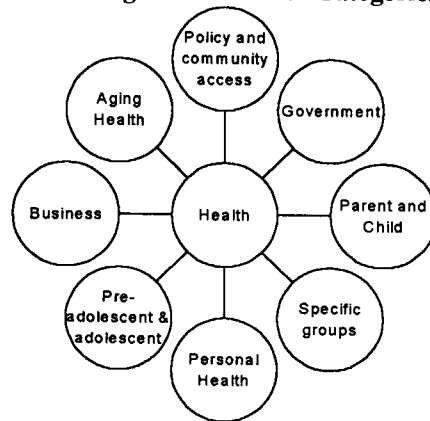 Policy and
community
access
Aging
Health
Government
Business
Health
Parent and
Child
Pre-
adolescent &
adolescent
Specific
groups
Personal
Health